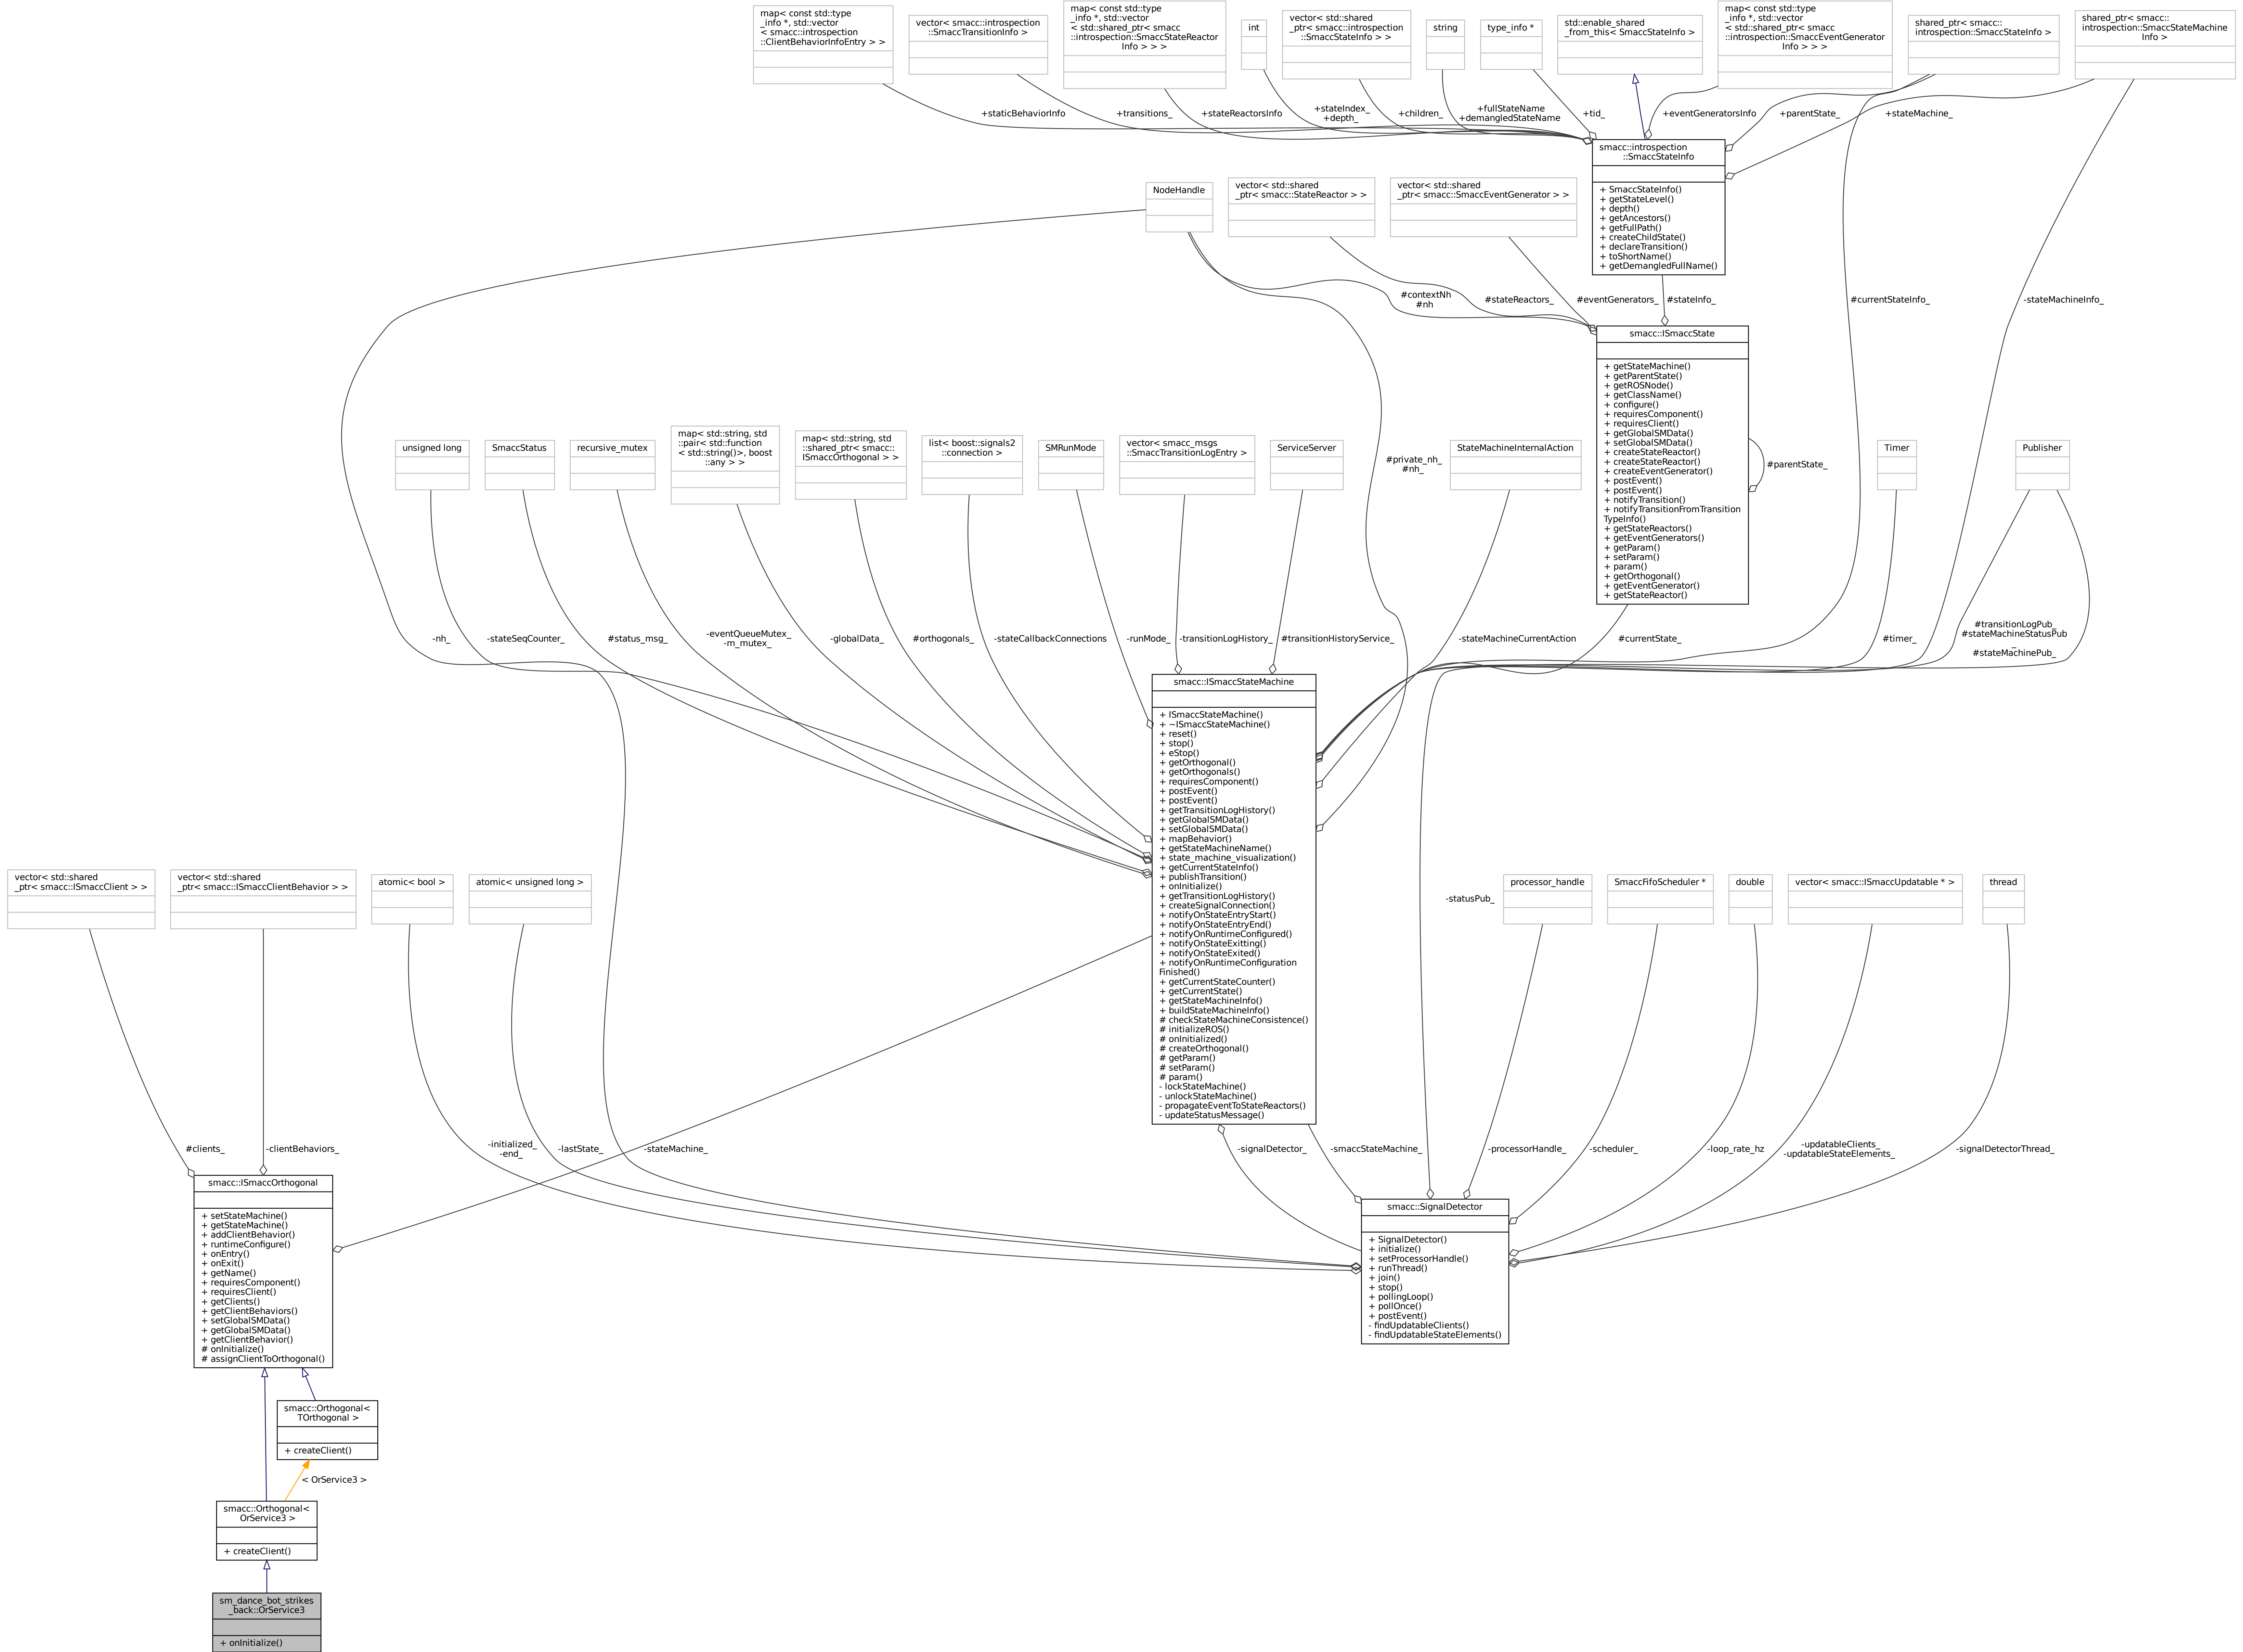 map< const std::type
_info *, std::vector
< smacc::introspection
::ClientBehaviorInfoEntry > >
vector< smacc::introspection
::SmaccTransitionInfo >
map< const std::type
_info *, std::vector
< std::shared_ptr< smacc
::introspection::SmaccStateReactor
Info > > >
int
vector< std::shared
_ptr< smacc::introspection
::SmaccStateInfo > >
string
type_info *
std::enable_shared
_from_this< SmaccStateInfo >
map< const std::type
_info *, std::vector
< std::shared_ptr< smacc
::introspection::SmaccEventGenerator
Info > > >
shared_ptr< smacc::
introspection::SmaccStateInfo >
shared_ptr< smacc::
introspection::SmaccStateMachine
Info >
+staticBehaviorInfo
+transitions_
+stateReactorsInfo
+stateIndex_
+depth_
+children_
+fullStateName
+demangledStateName
+tid_
+eventGeneratorsInfo
+parentState_
+stateMachine_
smacc::introspection
::SmaccStateInfo
+ SmaccStateInfo()
+ getStateLevel()
+ depth()
+ getAncestors()
+ getFullPath()
+ createChildState()
+ declareTransition()
+ toShortName()
+ getDemangledFullName()
NodeHandle
vector< std::shared
_ptr< smacc::StateReactor > >
vector< std::shared
_ptr< smacc::SmaccEventGenerator > >
#contextNh
#nh
#stateReactors_
#eventGenerators_
#stateInfo_
#currentStateInfo_
-stateMachineInfo_
smacc::ISmaccState
+ getStateMachine()
+ getParentState()
+ getROSNode()
+ getClassName()
+ configure()
+ requiresComponent()
+ requiresClient()
+ getGlobalSMData()
+ setGlobalSMData()
+ createStateReactor()
+ createStateReactor()
+ createEventGenerator()
+ postEvent()
+ postEvent()
+ notifyTransition()
+ notifyTransitionFromTransition
TypeInfo()
+ getStateReactors()
+ getEventGenerators()
+ getParam()
+ setParam()
+ param()
+ getOrthogonal()
+ getEventGenerator()
+ getStateReactor()
#parentState_
unsigned long
SmaccStatus
recursive_mutex
map< std::string, std
::pair< std::function
< std::string()>, boost
::any > >
map< std::string, std
::shared_ptr< smacc::
ISmaccOrthogonal > >
list< boost::signals2
::connection >
SMRunMode
vector< smacc_msgs
::SmaccTransitionLogEntry >
ServiceServer
#private_nh_
#nh_
StateMachineInternalAction
Timer
Publisher
-nh_
-stateSeqCounter_
#status_msg_
-eventQueueMutex_
-m_mutex_
-globalData_
#orthogonals_
-stateCallbackConnections
-runMode_
-transitionLogHistory_
#transitionHistoryService_
-stateMachineCurrentAction
#currentState_
#timer_
#transitionLogPub_
#stateMachineStatusPub
_
#stateMachinePub_
smacc::ISmaccStateMachine
+ ISmaccStateMachine()
+ ~ISmaccStateMachine()
+ reset()
+ stop()
+ eStop()
+ getOrthogonal()
+ getOrthogonals()
+ requiresComponent()
+ postEvent()
+ postEvent()
+ getTransitionLogHistory()
+ getGlobalSMData()
+ setGlobalSMData()
+ mapBehavior()
+ getStateMachineName()
+ state_machine_visualization()
+ getCurrentStateInfo()
+ publishTransition()
+ onInitialize()
+ getTransitionLogHistory()
+ createSignalConnection()
+ notifyOnStateEntryStart()
+ notifyOnStateEntryEnd()
+ notifyOnRuntimeConfigured()
+ notifyOnStateExitting()
+ notifyOnStateExited()
+ notifyOnRuntimeConfiguration
Finished()
+ getCurrentStateCounter()
+ getCurrentState()
+ getStateMachineInfo()
+ buildStateMachineInfo()
# checkStateMachineConsistence()
# initializeROS()
# onInitialized()
# createOrthogonal()
# getParam()
# setParam()
# param()
- lockStateMachine()
- unlockStateMachine()
- propagateEventToStateReactors()
- updateStatusMessage()
vector< std::shared
_ptr< smacc::ISmaccClient > >
vector< std::shared
_ptr< smacc::ISmaccClientBehavior > >
atomic< bool >
atomic< unsigned long >
-statusPub_
processor_handle
SmaccFifoScheduler *
double
vector< smacc::ISmaccUpdatable * >
thread
#clients_
-clientBehaviors_
-initialized_
-end_
-lastState_
-stateMachine_
-signalDetector_
-smaccStateMachine_
-processorHandle_
-scheduler_
-loop_rate_hz
-updatableClients_
-updatableStateElements_
-signalDetectorThread_
smacc::ISmaccOrthogonal
+ setStateMachine()
+ getStateMachine()
+ addClientBehavior()
+ runtimeConfigure()
+ onEntry()
+ onExit()
+ getName()
+ requiresComponent()
+ requiresClient()
+ getClients()
+ getClientBehaviors()
+ setGlobalSMData()
+ getGlobalSMData()
+ getClientBehavior()
# onInitialize()
# assignClientToOrthogonal()
smacc::SignalDetector
+ SignalDetector()
+ initialize()
+ setProcessorHandle()
+ runThread()
+ join()
+ stop()
+ pollingLoop()
+ pollOnce()
+ postEvent()
- findUpdatableClients()
- findUpdatableStateElements()
smacc::Orthogonal<
TOrthogonal >
+ createClient()
< OrService3 >
smacc::Orthogonal<
OrService3 >
+ createClient()
sm_dance_bot_strikes
_back::OrService3
+ onInitialize()